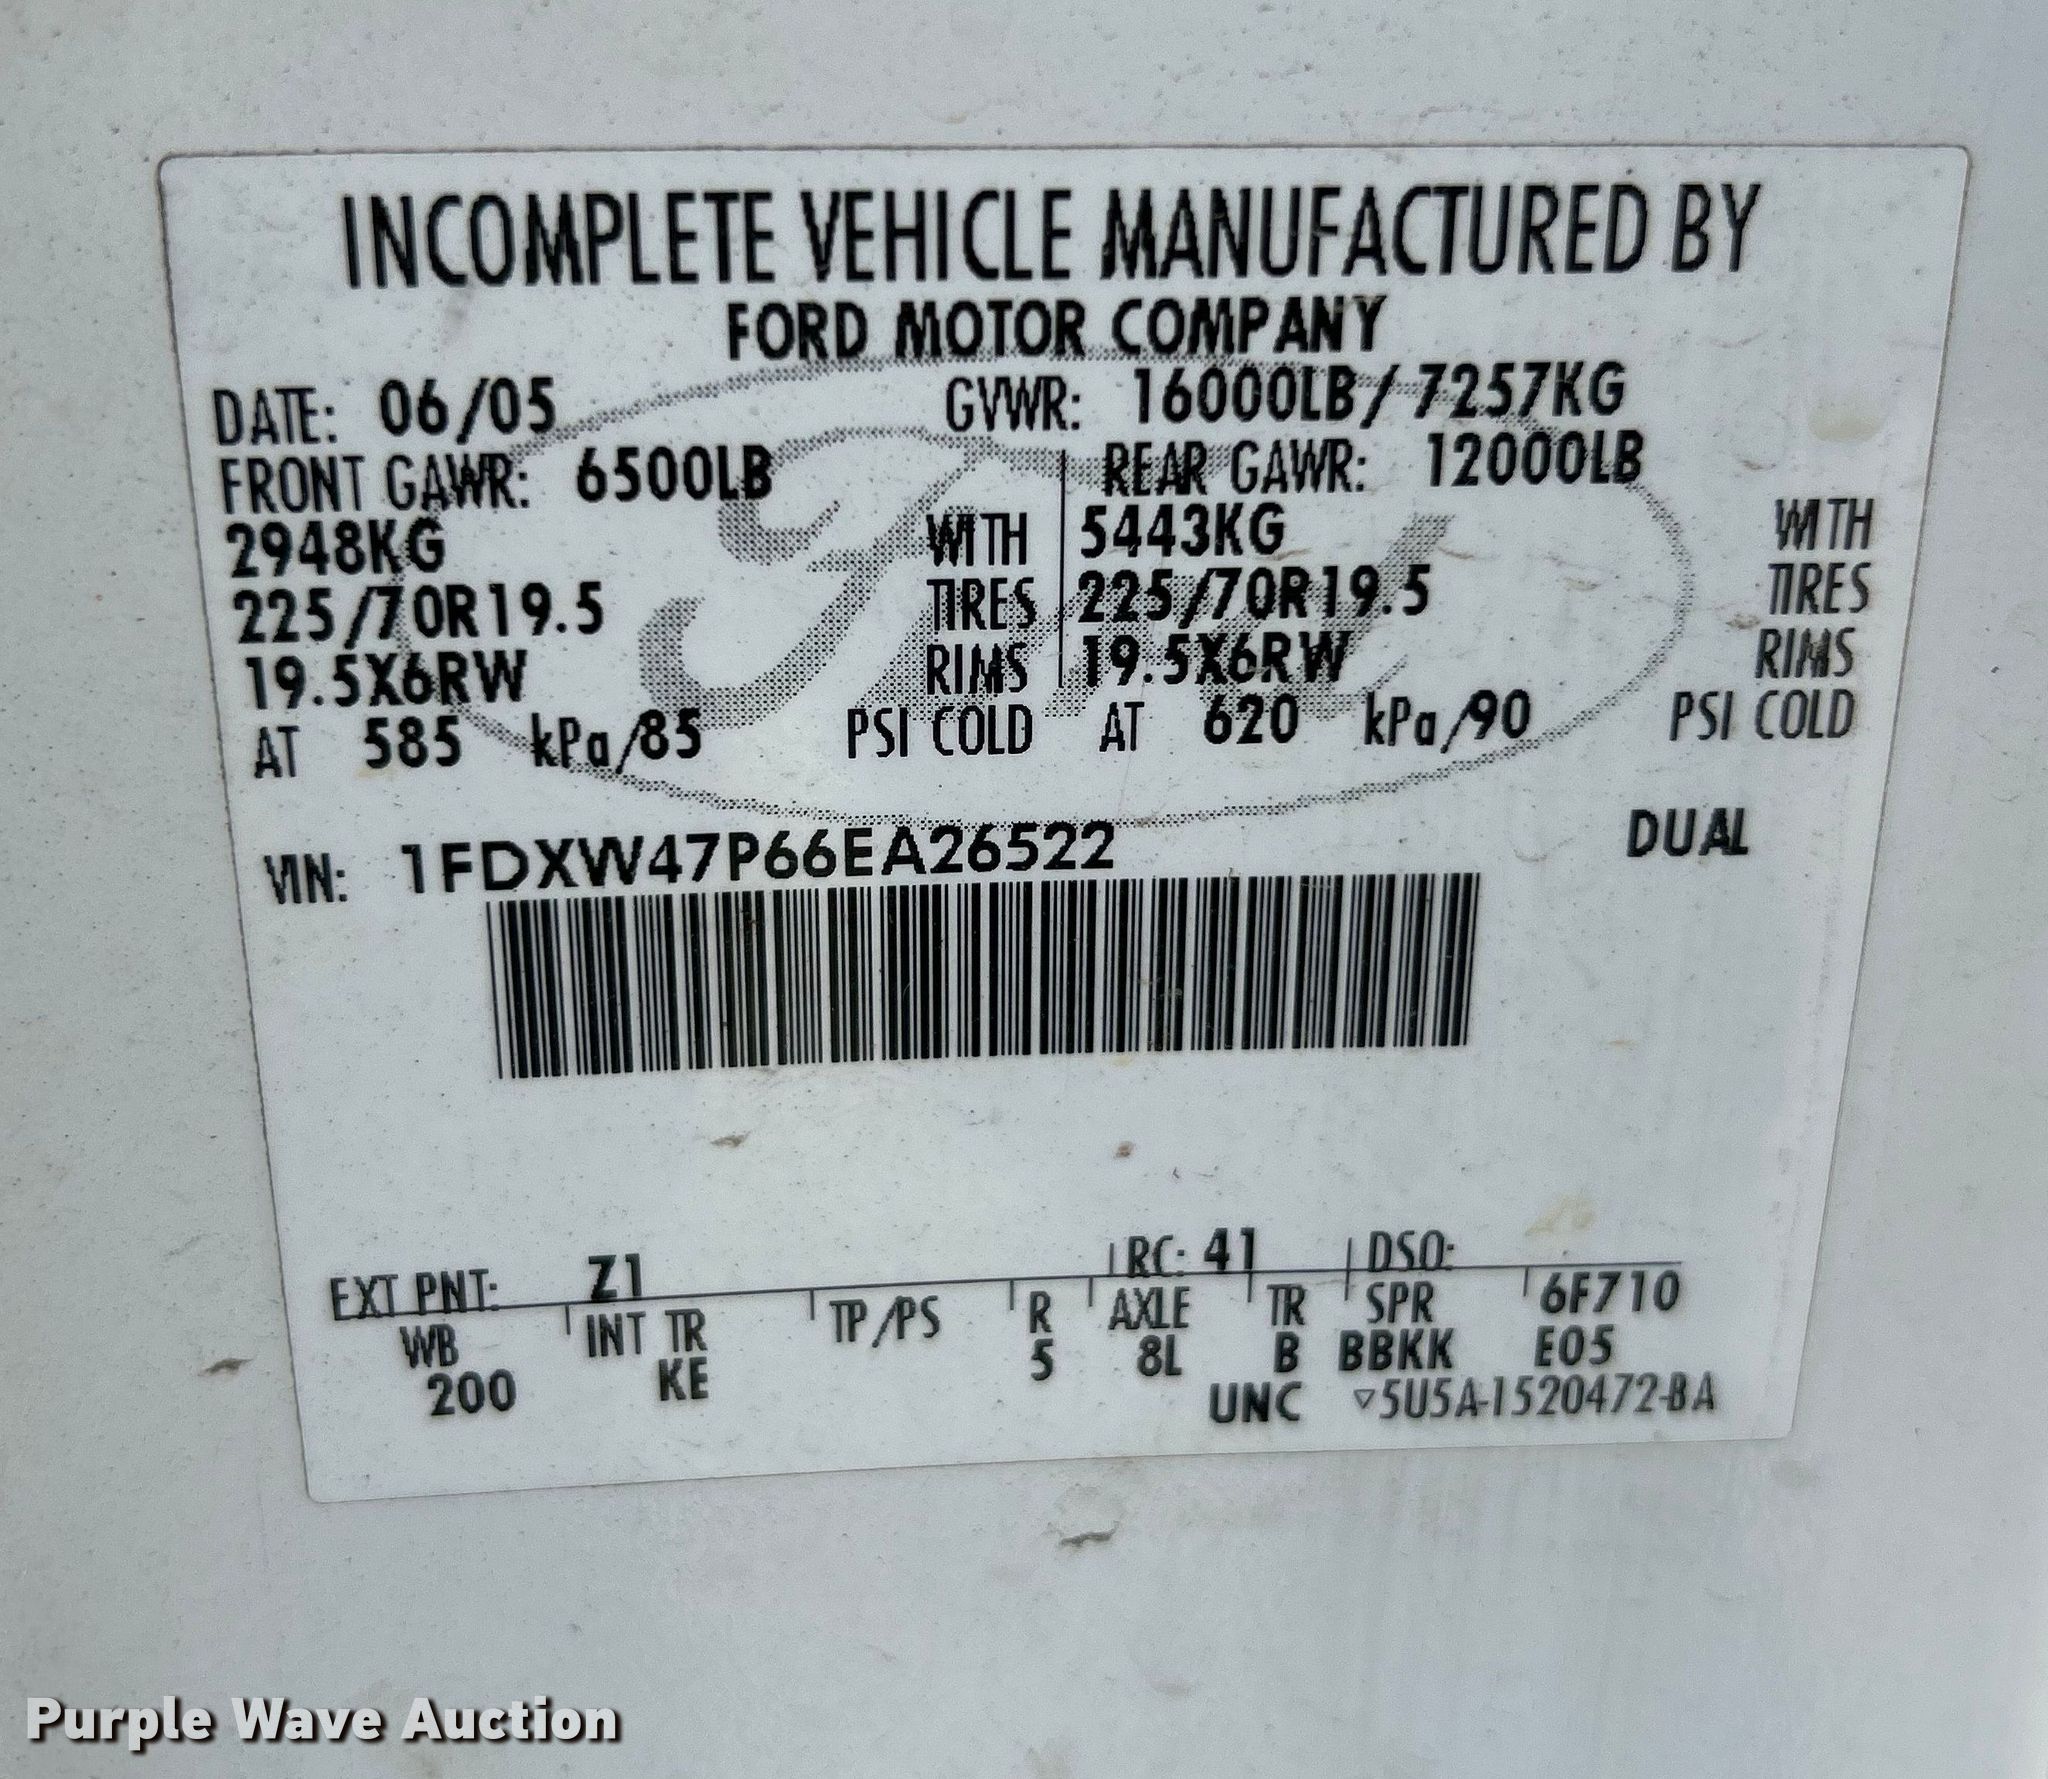 INCOMPLETE VEHICLE MANUFACTURED BY
FORD MOTOR COMPANY
DATE: 06/05 GVWR: 16000LB/ 7257KG
FRONT GAWR: 6500LB REAR GAWR: 12000LB
2948KG WITH 5443KG WITH
225/70R19.5 TIRES 225/70R19.5 TIRES
19.5X6RW RIMS 19.5X6RW RIMS
AT 585 kPa/85 PSI COLD AT 620 kPa/90 PSI COLD
VIN: 1FDXW47P66EA26522 DUAL
EXT PNT: Z1 RC: 41 DSO:
WB INT TR TP/PS R AXLE TR SPR 6F710
200 KE 5 8L B BBKK E05
UNC ▽5U5A-1520472-BA
Purple Wave Auction